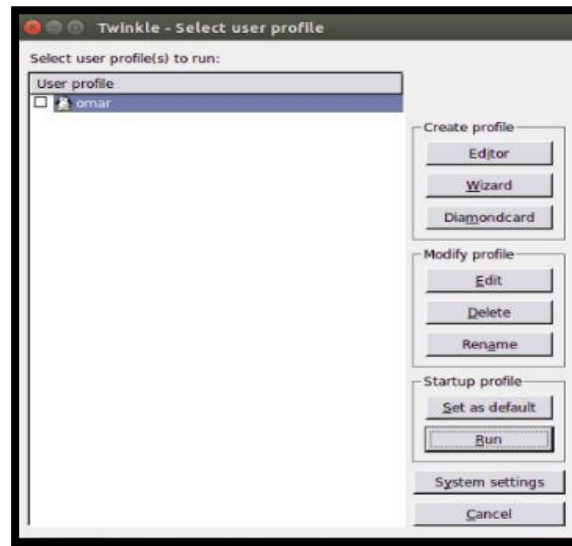 Twinkle - Select user profile
Select user profile(s) to run:
User profile
omar
Create profile
Editor
Wizard
Diamondcard
Modify profile
Edit
Delete
Rename
Startup profile
Set as default
Run
System settings
Cancel